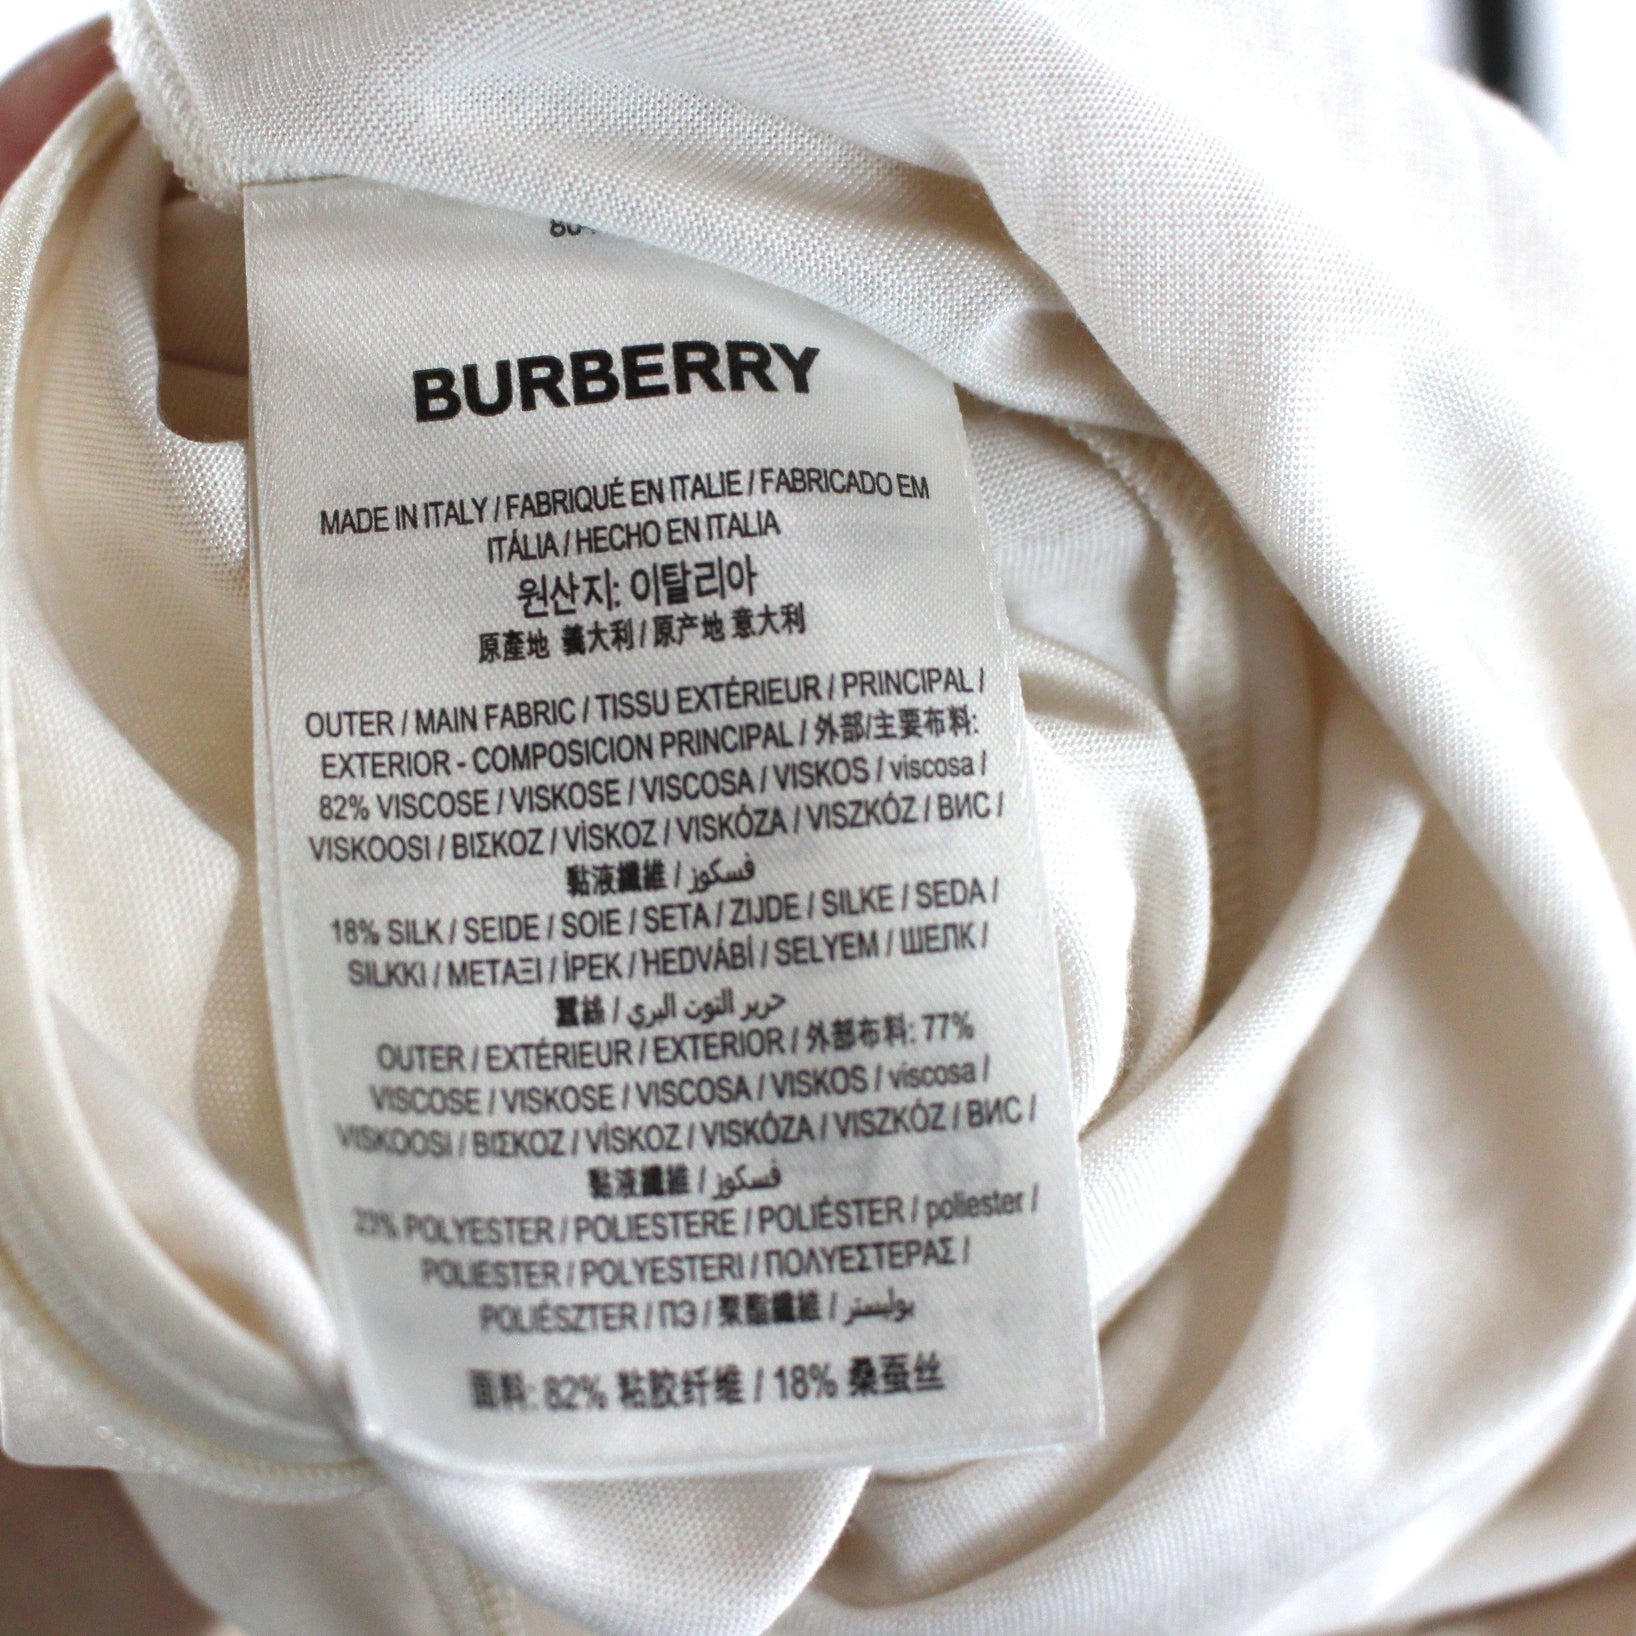 BURBERRY
MADE IN ITALY / FABRIQUÉ EN ITALIE / FABRICADO EM
ITÁLIA / HECHO EN ITALIA
원산지: 이탈리아
原產地 義大利 / 原产地 意大利
OUTER / MAIN FABRIC / TISSU EXTÉRIEUR / PRINCIPAL /
EXTERIOR - COMPOSICION PRINCIPAL / 外部/主要布料:
82% VISCOSE / VISKOSE / VISCOSA / VISKOS / viscosa /
VISKOOSI / ΒΙΣΚΟΖ / VİSKOZ / VISKÓZA / VISZKÓZ / ВИС /
黏液纖維 / فسكوز
18% SILK / SEIDE / SOIE / SETA / ZIJDE / SILKE / SEDA /
SILKKI / ΜΕΤΑΞΙ / İPEK / HEDVÁBÍ / SELYEM / ШЕЛК /
蠶絲 / حرير التوت البري
OUTER / EXTÉRIEUR / EXTERIOR / 外部布料: 77%
VISCOSE / VISKOSE / VISCOSA / VISKOS / viscosa /
VISKOOSI / ΒΙΣΚΟΖ / VİSKOZ / VISKÓZA / VISZKÓZ / ВИС /
黏液纖維 / فسكوز
23% POLYESTER / POLIESTERE / POLIÉSTER / poliester /
POLIESTER / POLYESTERI / ΠΟΛΥΕΣΤΕΡΑΣ /
POLIÉSZTER / ПЭ / 聚酯纖維 / بوليستر
面料: 82% 粘胶纤维 / 18% 桑蚕丝